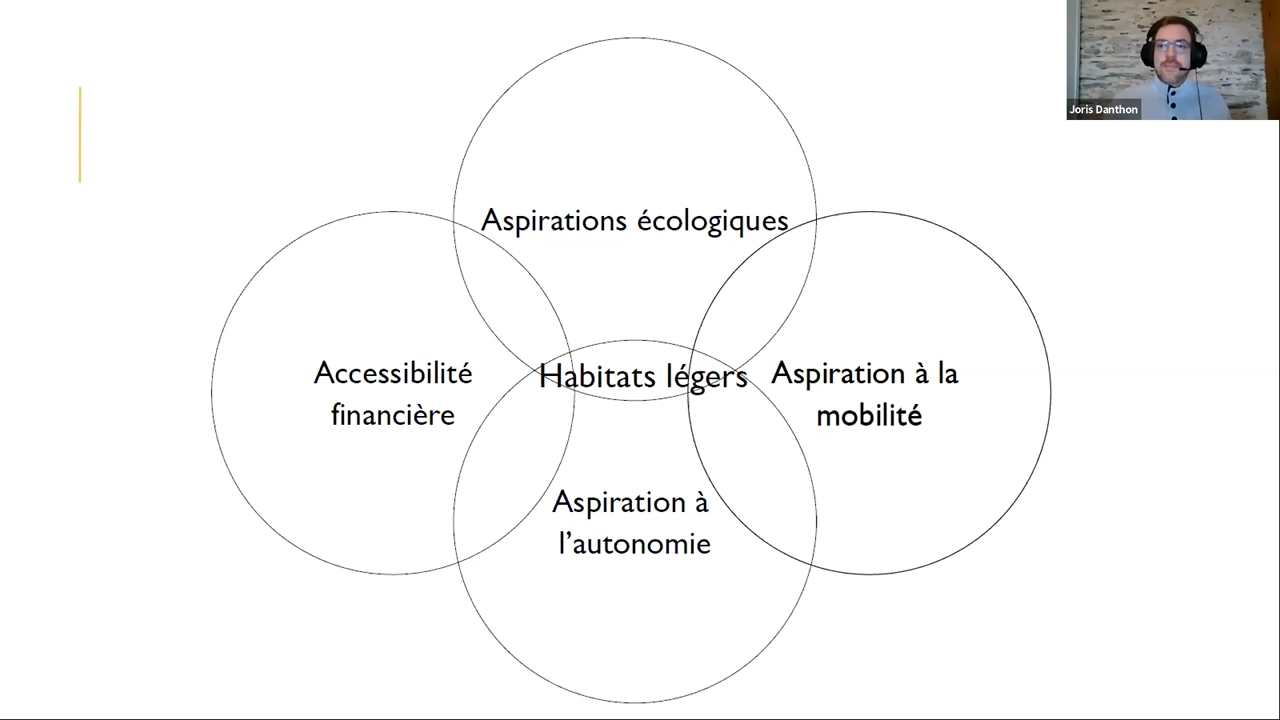 Joris Danthon
Aspirations écologiques
Accessibilité
financière
Habitats légers
Aspiration à la
mobilité
Aspiration à
l’autonomie